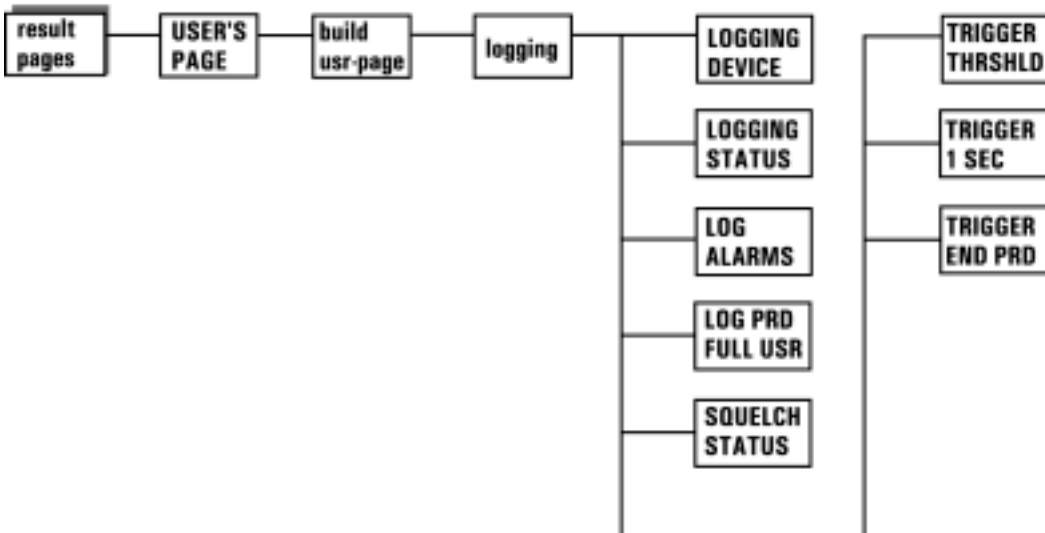 result
pages
USER'S
PAGE
build
usr-page
logging
LOGGING
DEVICE
LOGGING
STATUS
LOG
ALARMS
LOG PRD
FULL USR
SQUELCH
STATUS
TRIGGER
THRSHLD
TRIGGER
1 SEC
TRIGGER
END PRD